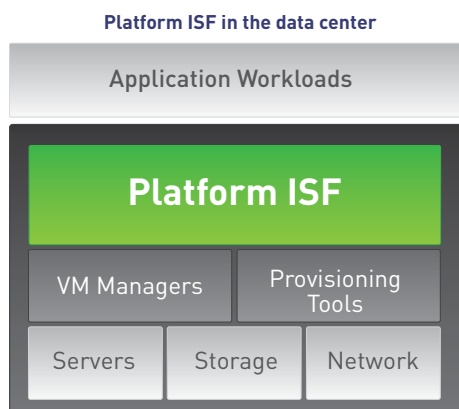 Platform ISF in the data center
Application Workloads
Platform ISF
VM Managers
Provisioning
Tools
Servers
Storage
Network